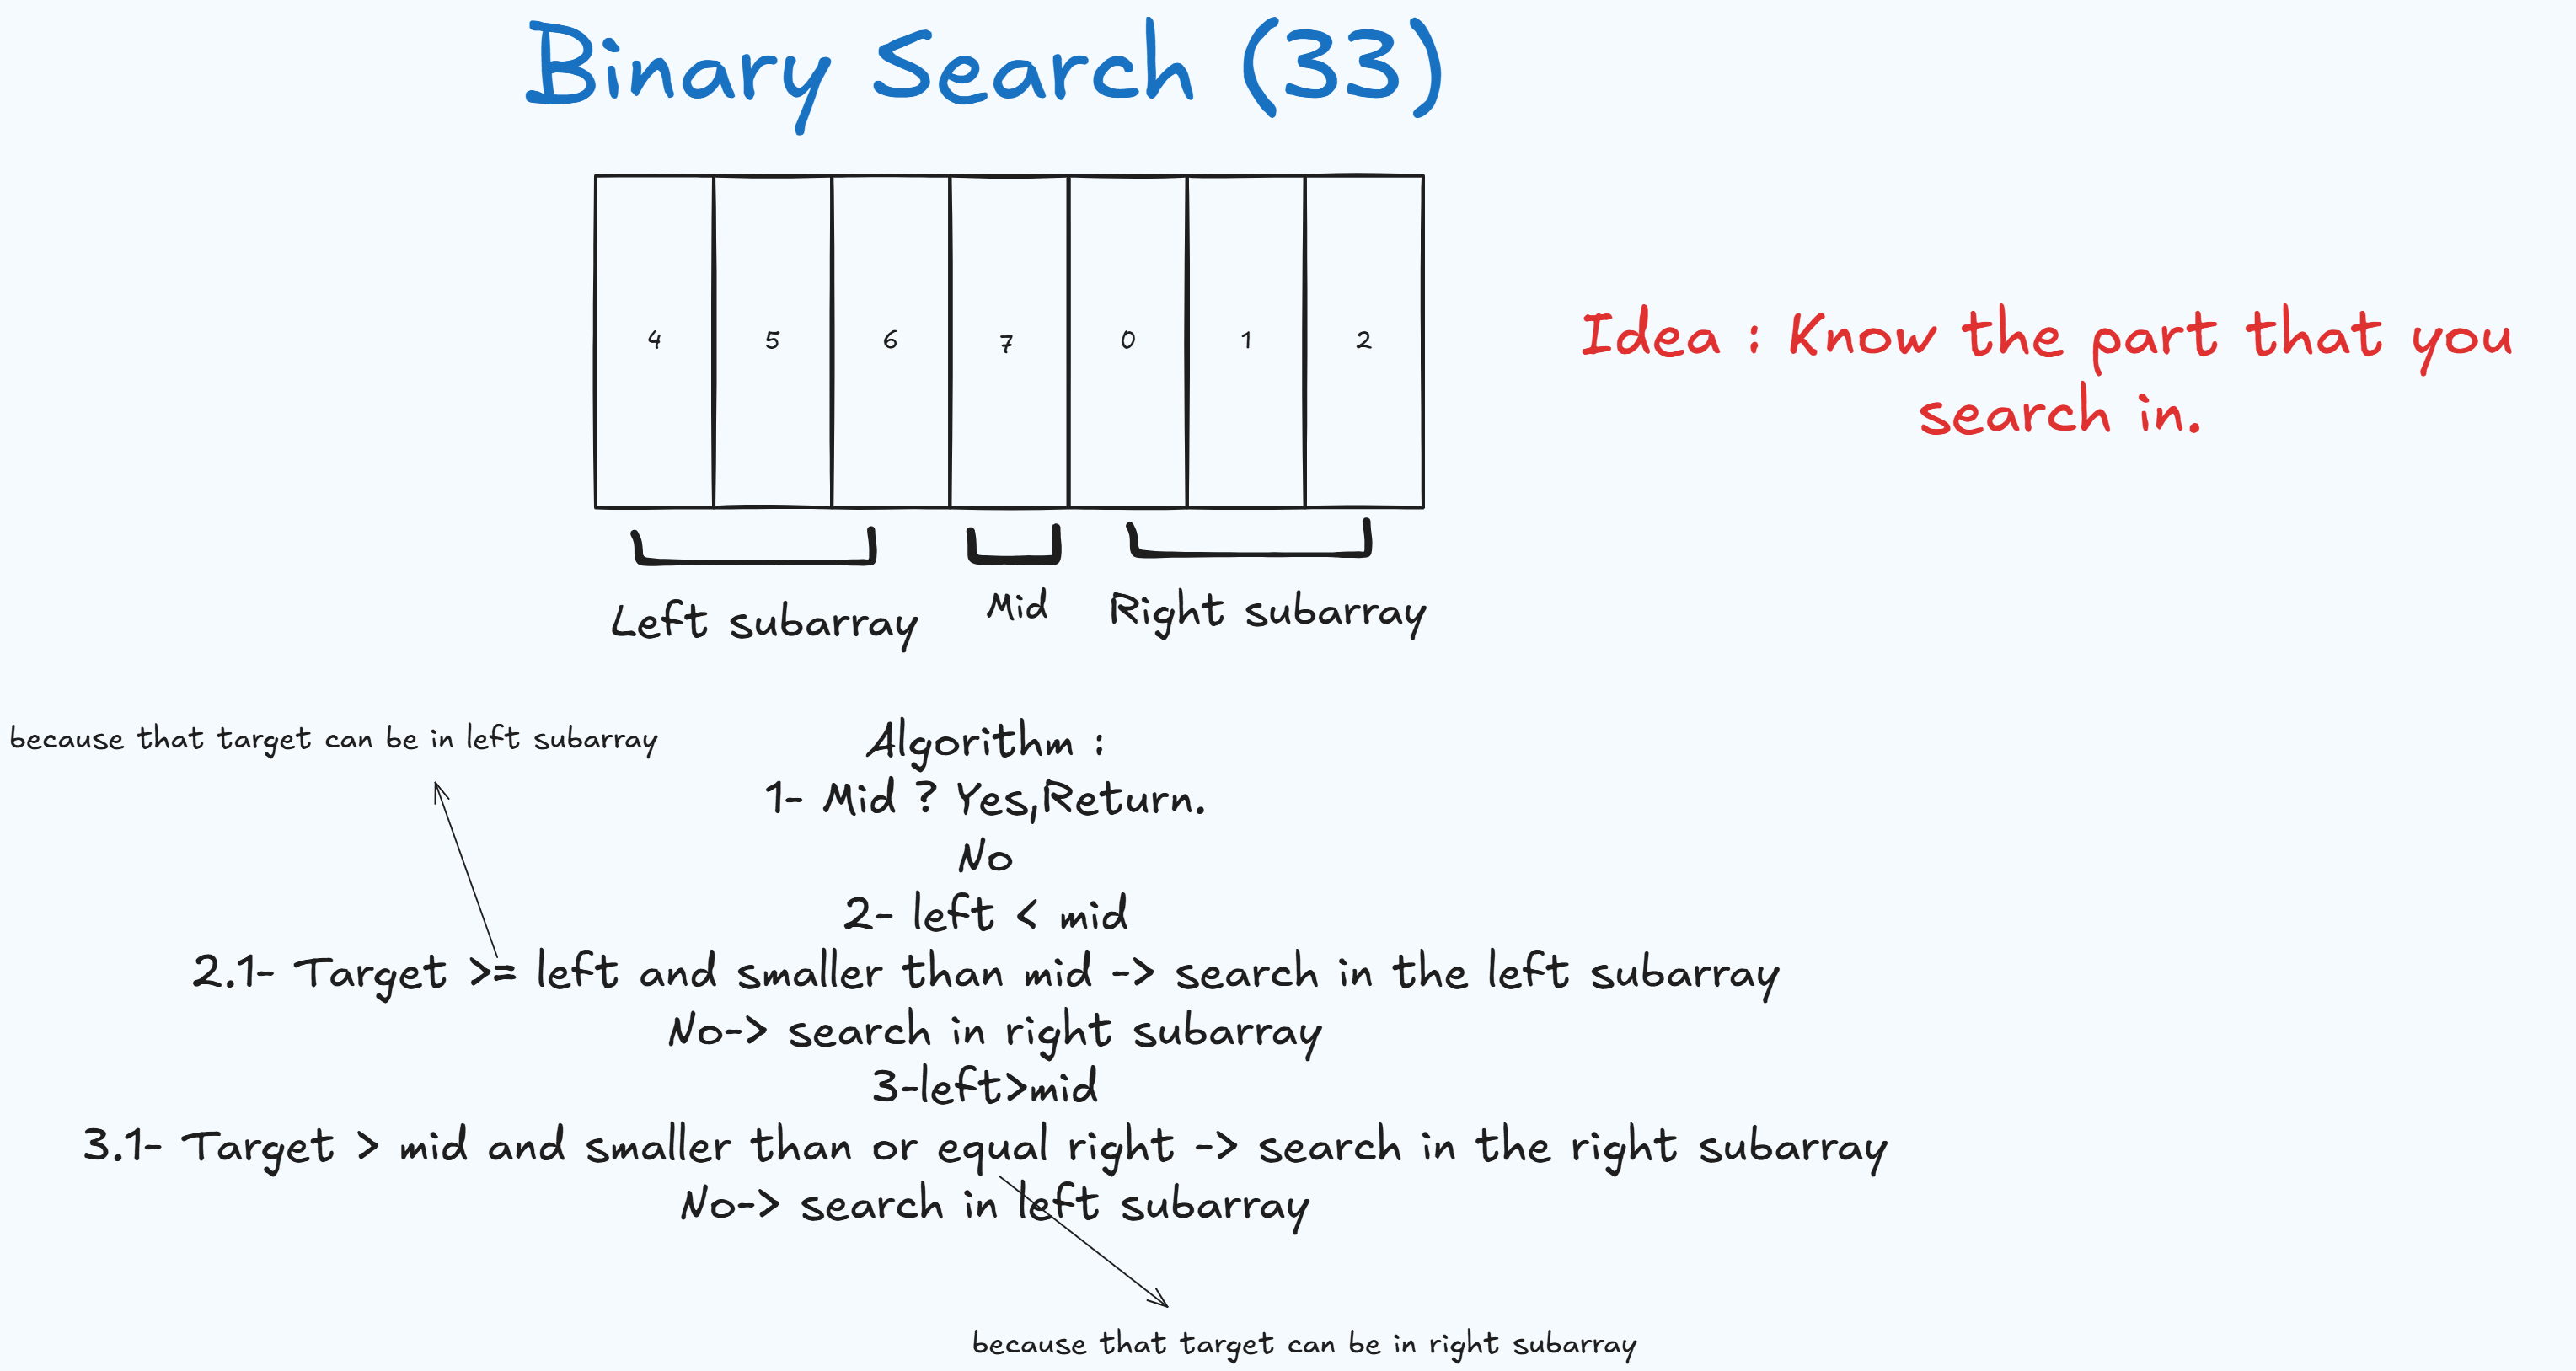 Binary Search (33)
4 5 6 7 0 1 2
Idea : Know the part that you
search in.
Left subarray
Mid
Right subarray
because that target can be in left subarray
Algorithm :
1- Mid ? Yes,Return.
No
2- left < mid
2.1- Target >= left and smaller than mid -> search in the left subarray
No-> search in right subarray
3-left>mid
3.1- Target > mid and smaller than or equal right -> search in the right subarray
No-> search in left subarray
because that target can be in right subarray